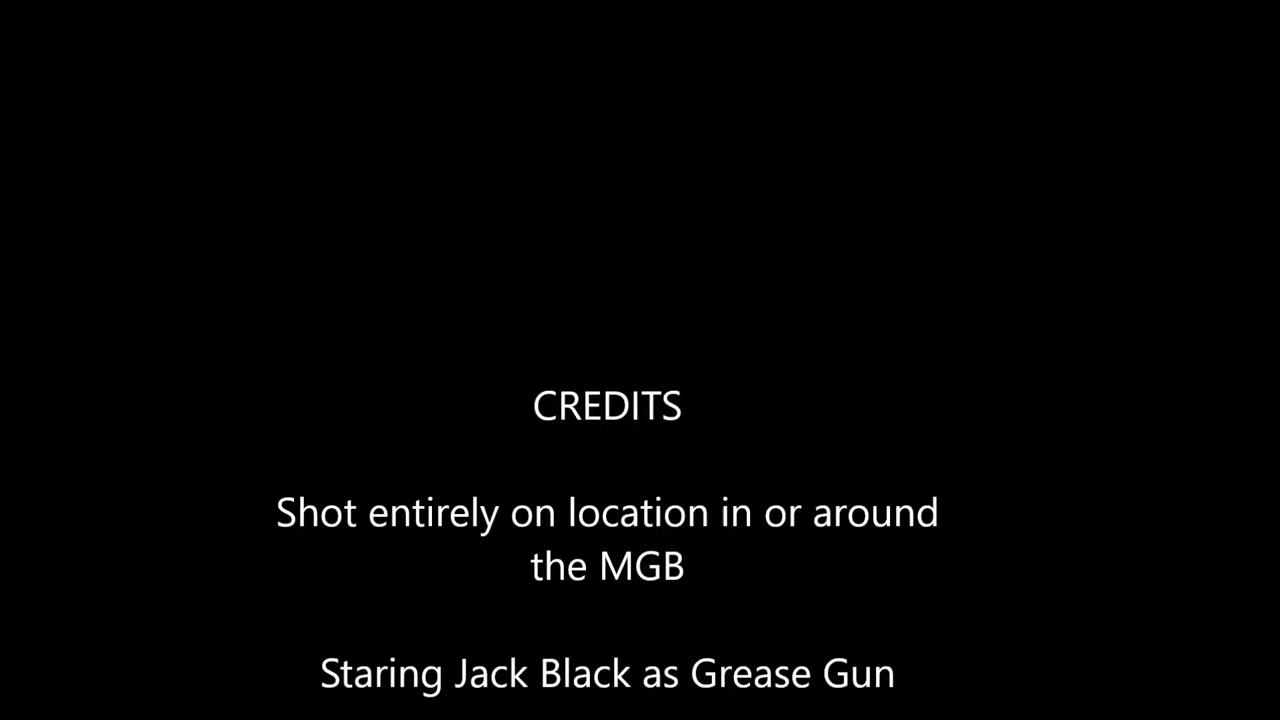 CREDITS
Shot entirely on location in or around
the MGB
Staring Jack Black as Grease Gun